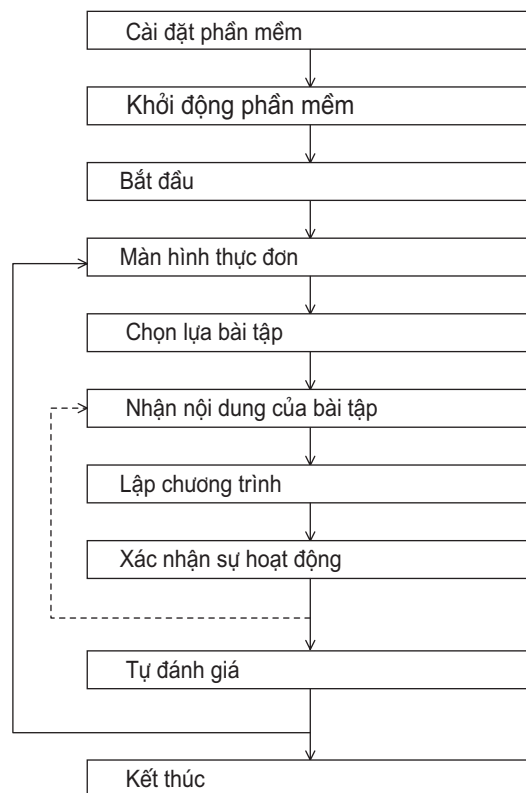 Cài đặt phần mềm
Khởi động phần mềm
Bắt đầu
Màn hình thực đơn
Chọn lựa bài tập
Nhận nội dung của bài tập
Lập chương trình
Xác nhận sự hoạt động
Tự đánh giá
Kết thúc